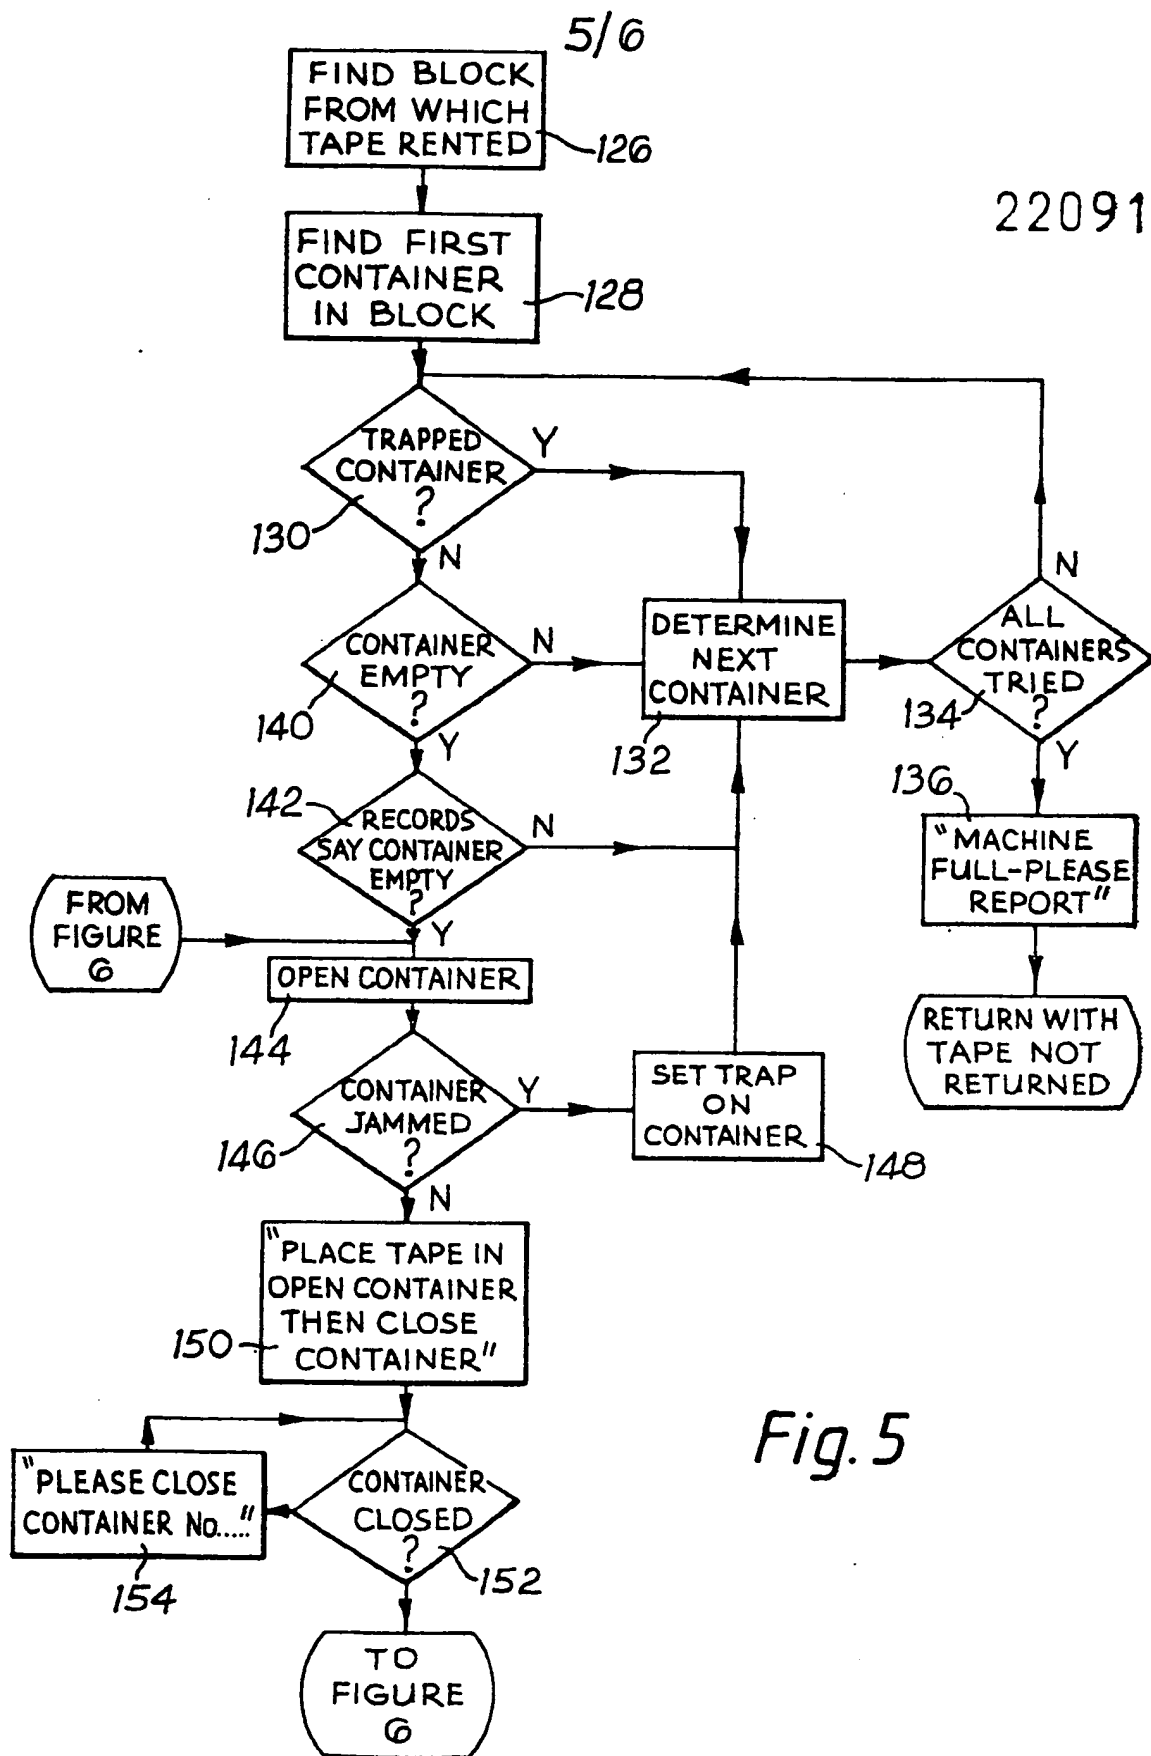 5/6
FIND BLOCK
FROM WHICH
TAPE RENTED
126
22091
FIND FIRST
CONTAINER
IN BLOCK
128
TRAPPED
CONTAINER
?
130
Y
N
CONTAINER
EMPTY
?
140
N
Y
DETERMINE
NEXT
CONTAINER
132
ALL
CONTAINERS
TRIED
?
134
N
Y
142
RECORDS
SAY CONTAINER
EMPTY
?
N
Y
136
"MACHINE
FULL-PLEASE
REPORT"
FROM
FIGURE
6
OPEN CONTAINER
144
RETURN WITH
TAPE NOT
RETURNED
CONTAINER
JAMMED
?
146
Y
N
SET TRAP
ON
CONTAINER
148
"PLACE TAPE IN
OPEN CONTAINER
THEN CLOSE
CONTAINER"
150
"PLEASE CLOSE
CONTAINER No....."
154
CONTAINER
CLOSED
?
152
Fig.5
TO
FIGURE
6